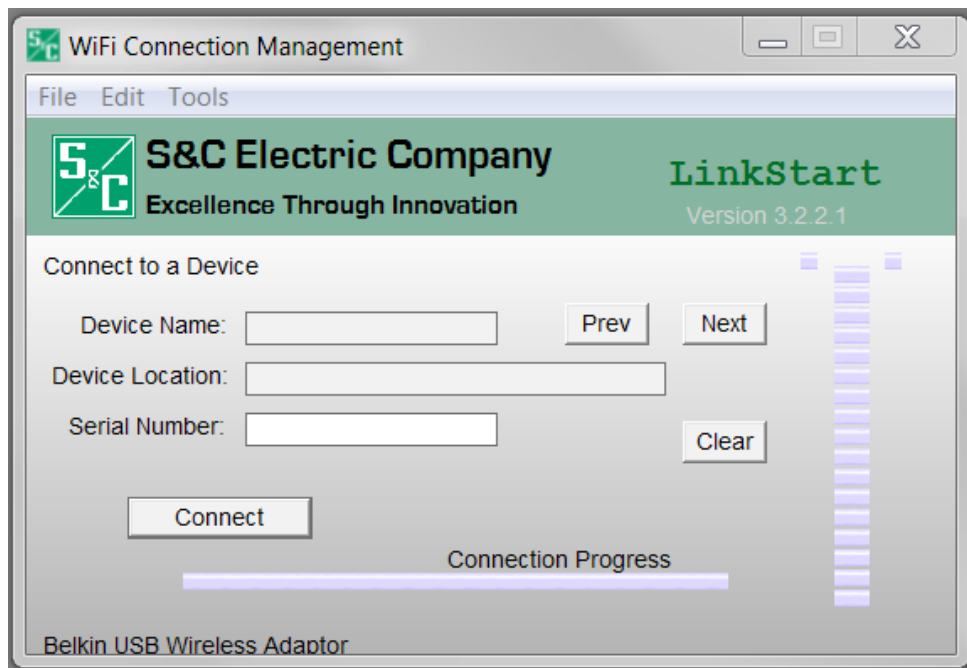 S&C WiFi Connection Management
File Edit Tools
S&C S&C Electric Company
Excellence Through Innovation
LinkStart
Version 3.2.2.1
Connect to a Device
Device Name: Prev Next
Device Location:
Serial Number:
Clear
Connect
Connection Progress
Belkin USB Wireless Adaptor